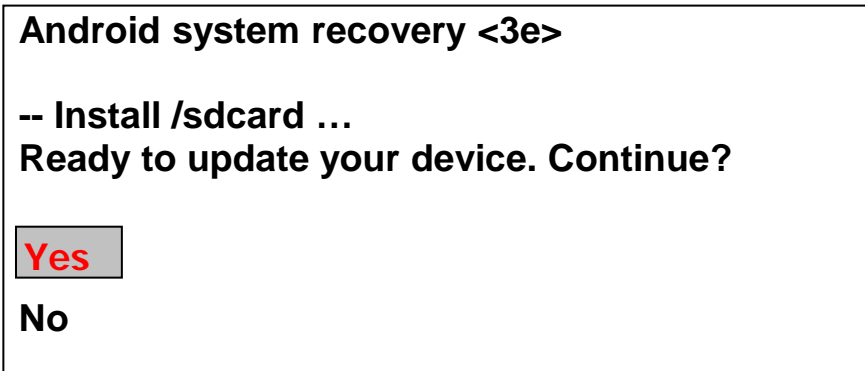 Android system recovery <3e>
-- Install /sdcard …
Ready to update your device. Continue?
Yes
No